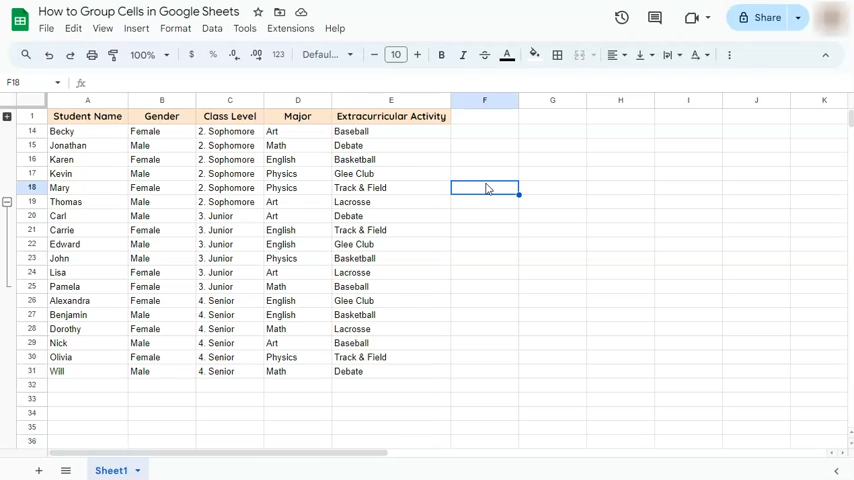 How to Group Cells in Google Sheets
File Edit View Insert Format Data Tools Extensions Help
Share
100% $ % .0 .00 123 Defaul... − 10 + B I S A
F18 fx
A B C D E F G H I J K
1 Student Name Gender Class Level Major Extracurricular Activity
14 Becky Female 2. Sophomore Art Baseball
15 Jonathan Male 2. Sophomore Math Debate
16 Karen Female 2. Sophomore English Basketball
17 Kevin Male 2. Sophomore Physics Glee Club
18 Mary Female 2. Sophomore Physics Track & Field
19 Thomas Male 2. Sophomore Art Lacrosse
20 Carl Male 3. Junior Art Debate
21 Carrie Female 3. Junior English Track & Field
22 Edward Male 3. Junior English Glee Club
23 John Male 3. Junior Physics Basketball
24 Lisa Female 3. Junior Art Lacrosse
25 Pamela Female 3. Junior Math Baseball
26 Alexandra Female 4. Senior English Glee Club
27 Benjamin Male 4. Senior English Basketball
28 Dorothy Female 4. Senior Math Lacrosse
29 Nick Male 4. Senior Art Baseball
30 Olivia Female 4. Senior Physics Track & Field
31 Will Male 4. Senior Math Debate
32
33
34
35
36
Sheet1